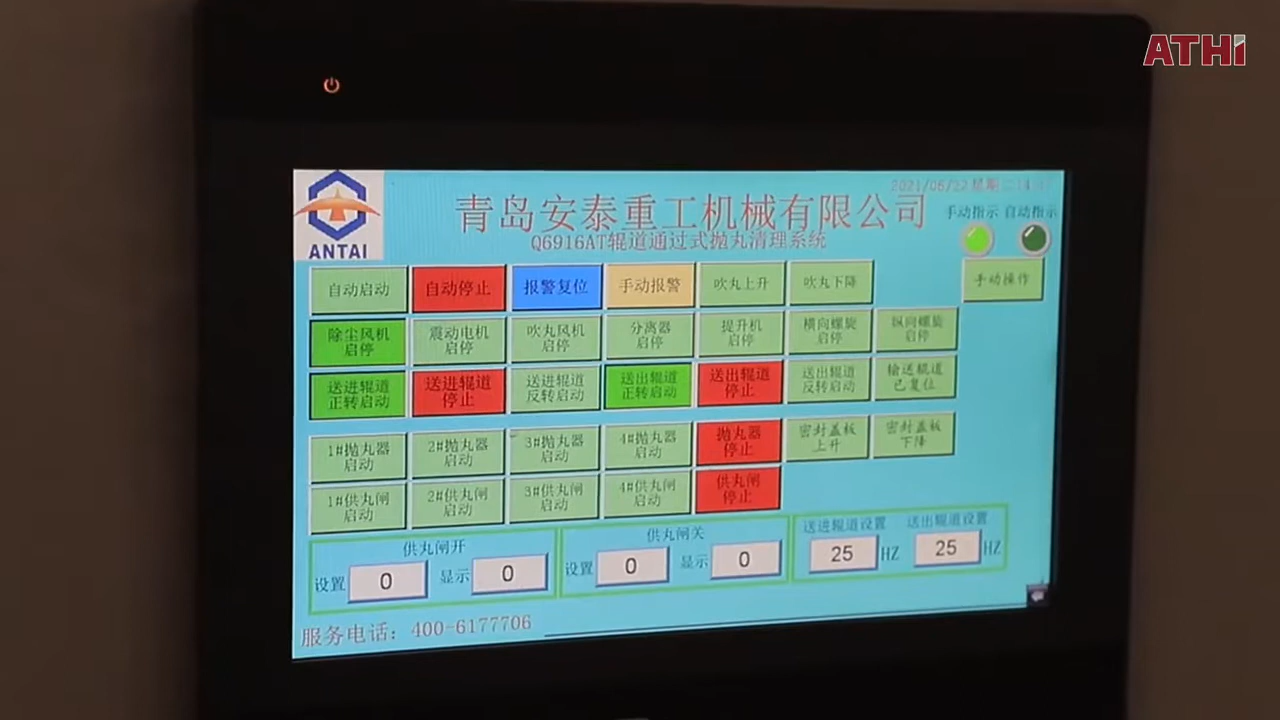 ATHI
2021/06/22 星期
青岛安泰重工机械有限公司
Q6916AT辊道通过式抛丸清理系统
ANTAI
手动指示 自动指示
自动启动 自动停止 报警复位 手动报警 吹丸上升 吹丸下降 手动操作
除尘风机启停 震动电机启停 吹丸风机启停 分离器启停 提升机启停 横向螺旋启停 纵向螺旋启停
送进辊道正转启动 送进辊道停止 送进辊道反转启动 送出辊道正转启动 送出辊道停止 送出辊道反转启动 输送辊道已复位
1#抛丸器启动 2#抛丸器启动 3#抛丸器启动 4#抛丸器启动 抛丸器停止 密封盖板上升 密封盖板下降
1#供丸闸启动 2#供丸闸启动 3#供丸闸启动 4#供丸闸启动 供丸闸停止
供丸闸开 供丸闸关 送进辊道设置 送出辊道设置
设置 0 显示 0 设置 0 显示 0 25 HZ 25 HZ
服务电话：400-6177706